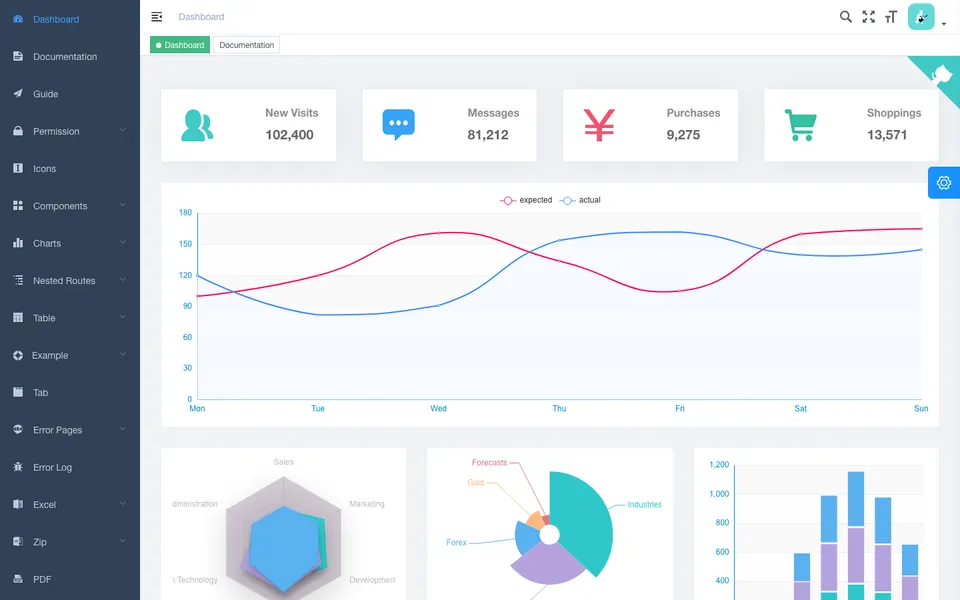 Dashboard
Documentation
Guide
Permission
Icons
Components
Charts
Nested Routes
Table
Example
Tab
Error Pages
Error Log
Excel
Zip
PDF
Dashboard
Dashboard
Documentation
New Visits
102,400
Messages
81,212
Purchases
9,275
Shoppings
13,571
expected
actual
180
150
120
90
60
30
0
Mon
Tue
Wed
Thu
Fri
Sat
Sun
Sales
dministration
Marketing
n Technology
Development
Forecasts
Gold
Industries
Forex
1,200
1,000
800
600
400